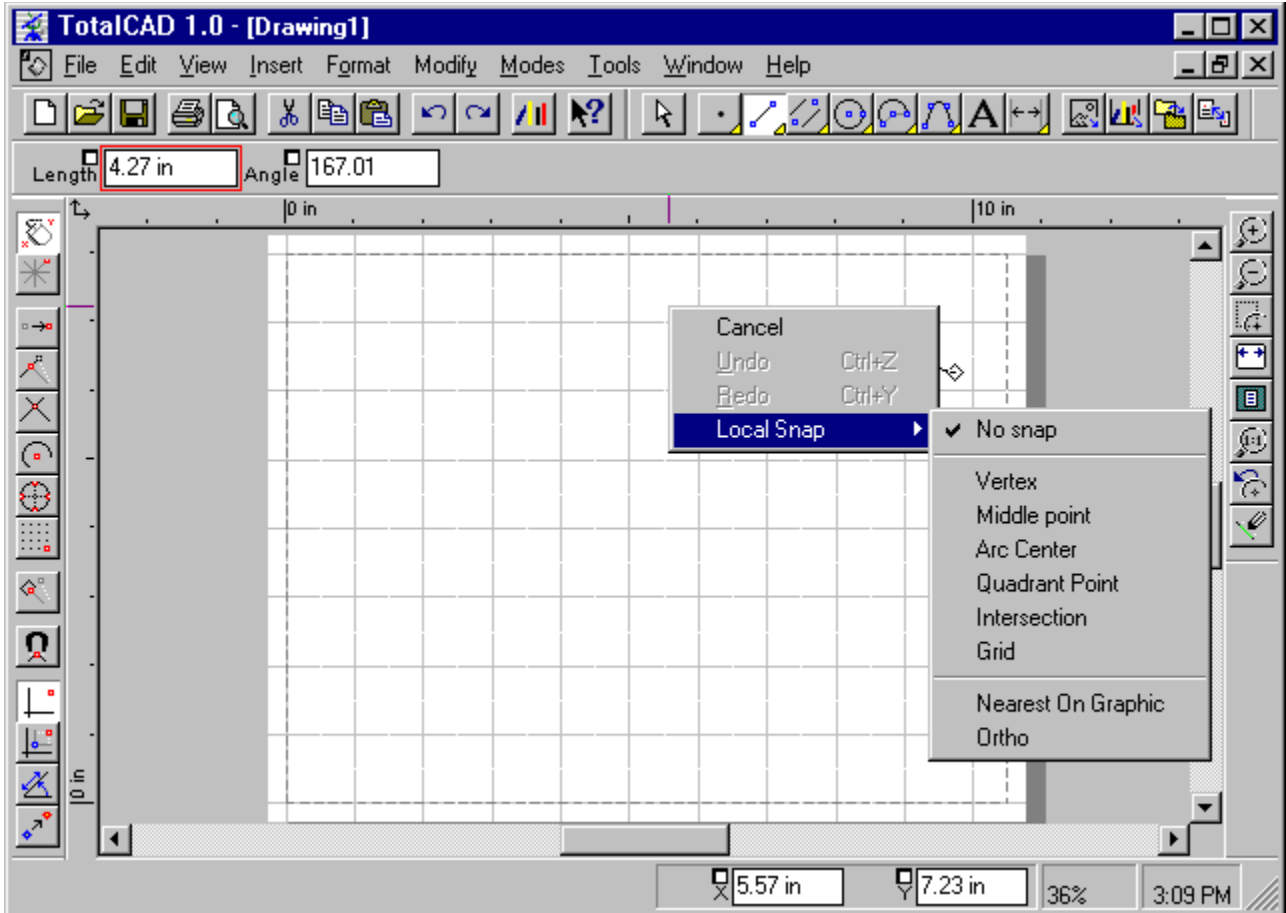 TotalCAD 1.0 - [Drawing1]
File Edit View Insert Format Modify Modes Tools Window Help
A
Length 4.27 in Angle 167.01
0 in 10 in
Cancel
Undo Ctrl+Z
Redo Ctrl+Y
Local Snap
No snap
Vertex
Middle point
Arc Center
Quadrant Point
Intersection
Grid
Nearest On Graphic
Ortho
0 in
X 5.57 in Y 7.23 in 36% 3:09 PM